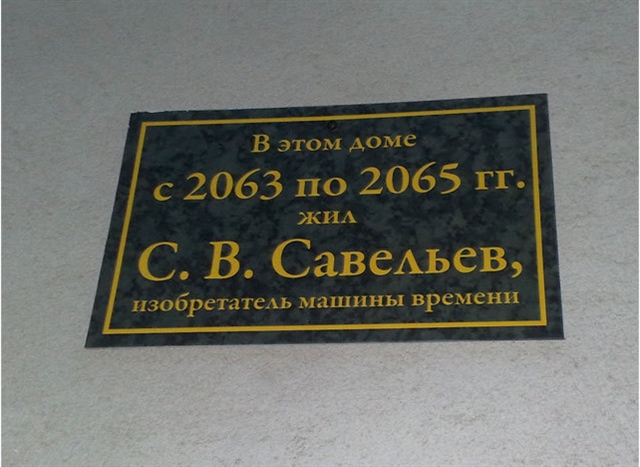 В этом доме
с 2063 по 2065 гг.
жил
С. В. Савельев,
изобретатель машины времени